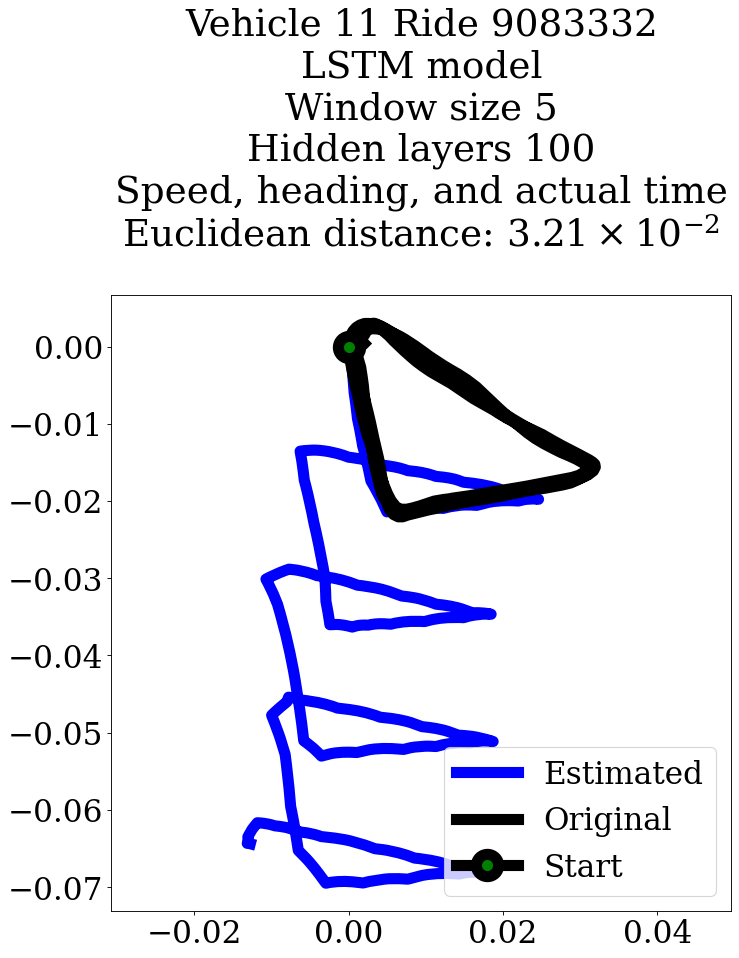 Vehicle 11 Ride 9083332
LSTM model
Window size 5
Hidden layers 100
Speed, heading, and actual time
Euclidean distance: 3.21 × 10⁻²
0.00
−0.01
−0.02
−0.03
−0.04
−0.05
−0.06
−0.07
Estimated
Original
Start
−0.02 0.00 0.02 0.04